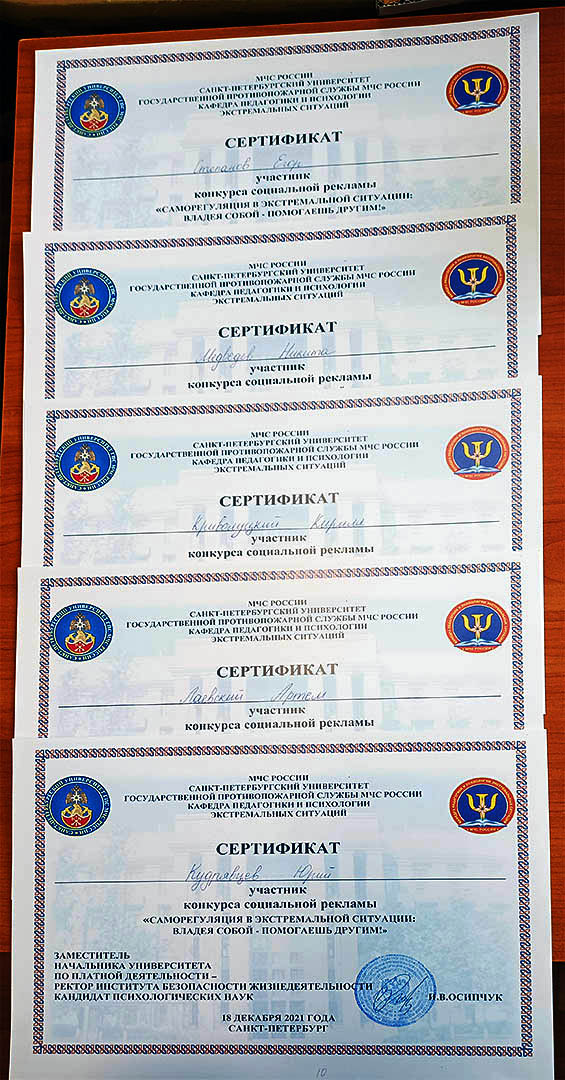 МЧС РОССИИ
САНКТ-ПЕТЕРБУРГСКИЙ УНИВЕРСИТЕТ
ГОСУДАРСТВЕННОЙ ПРОТИВОПОЖАРНОЙ СЛУЖБЫ МЧС РОССИИ
КАФЕДРА ПЕДАГОГИКИ И ПСИХОЛОГИИ
ЭКСТРЕМАЛЬНЫХ СИТУАЦИЙ
СЕРТИФИКАТ
Степанов Егор
участник
конкурса социальной рекламы
«САМОРЕГУЛЯЦИЯ В ЭКСТРЕМАЛЬНОЙ СИТУАЦИИ:
ВЛАДЕЯ СОБОЙ - ПОМОГАЕШЬ ДРУГИМ!»
МЧС РОССИИ
САНКТ-ПЕТЕРБУРГСКИЙ УНИВЕРСИТЕТ
ГОСУДАРСТВЕННОЙ ПРОТИВОПОЖАРНОЙ СЛУЖБЫ МЧС РОССИИ
КАФЕДРА ПЕДАГОГИКИ И ПСИХОЛОГИИ
ЭКСТРЕМАЛЬНЫХ СИТУАЦИЙ
СЕРТИФИКАТ
Медведев Никита
участник
конкурса социальной рекламы
МЧС РОССИИ
САНКТ-ПЕТЕРБУРГСКИЙ УНИВЕРСИТЕТ
ГОСУДАРСТВЕННОЙ ПРОТИВОПОЖАРНОЙ СЛУЖБЫ МЧС РОССИИ
КАФЕДРА ПЕДАГОГИКИ И ПСИХОЛОГИИ
ЭКСТРЕМАЛЬНЫХ СИТУАЦИЙ
СЕРТИФИКАТ
Криволуцкий Кирилл
участник
конкурса социальной рекламы
МЧС РОССИИ
САНКТ-ПЕТЕРБУРГСКИЙ УНИВЕРСИТЕТ
ГОСУДАРСТВЕННОЙ ПРОТИВОПОЖАРНОЙ СЛУЖБЫ МЧС РОССИИ
КАФЕДРА ПЕДАГОГИКИ И ПСИХОЛОГИИ
ЭКСТРЕМАЛЬНЫХ СИТУАЦИЙ
СЕРТИФИКАТ
Лаевский Артем
участник
конкурса социальной рекламы
МЧС РОССИИ
САНКТ-ПЕТЕРБУРГСКИЙ УНИВЕРСИТЕТ
ГОСУДАРСТВЕННОЙ ПРОТИВОПОЖАРНОЙ СЛУЖБЫ МЧС РОССИИ
КАФЕДРА ПЕДАГОГИКИ И ПСИХОЛОГИИ
ЭКСТРЕМАЛЬНЫХ СИТУАЦИЙ
СЕРТИФИКАТ
Кудрявцев Юрий
участник
конкурса социальной рекламы
«САМОРЕГУЛЯЦИЯ В ЭКСТРЕМАЛЬНОЙ СИТУАЦИИ:
ВЛАДЕЯ СОБОЙ - ПОМОГАЕШЬ ДРУГИМ!»
ЗАМЕСТИТЕЛЬ
НАЧАЛЬНИКА УНИВЕРСИТЕТА
ПО ПЛАТНОЙ ДЕЯТЕЛЬНОСТИ –
РЕКТОР ИНСТИТУТА БЕЗОПАСНОСТИ ЖИЗНЕДЕЯТЕЛЬНОСТИ
КАНДИДАТ ПСИХОЛОГИЧЕСКИХ НАУК И.В.ОСИПЧУК
18 ДЕКАБРЯ 2021 ГОДА
САНКТ-ПЕТЕРБУРГ
10